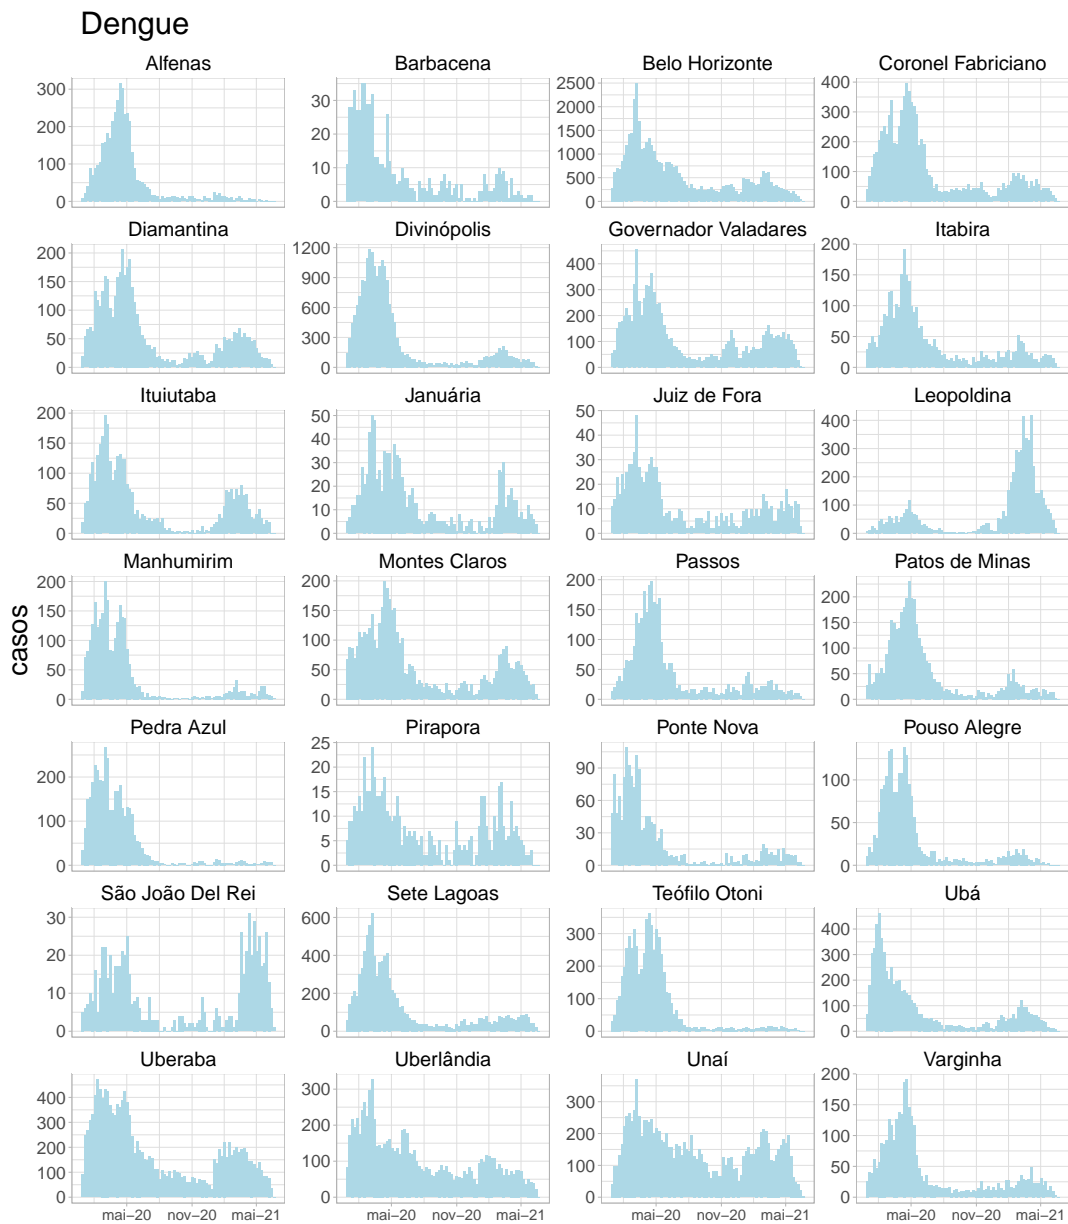 Dengue
Alfenas Barbacena Belo Horizonte Coronel Fabriciano
300 200 100 0
30 20 10 0
2500 2000 1500 1000 500 0
400 300 200 100 0
Diamantina Divinópolis Governador Valadares Itabira
200 150 100 50 0
1200 900 600 300 0
400 300 200 100 0
200 150 100 50 0
Ituiutaba Januária Juiz de Fora Leopoldina
200 150 100 50 0
50 40 30 20 10 0
50 40 30 20 10 0
400 300 200 100 0
Manhumirim Montes Claros Passos Patos de Minas
200 150 100 50 0
200 150 100 50 0
200 150 100 50 0
200 150 100 50 0
casos
Pedra Azul Pirapora Ponte Nova Pouso Alegre
200 100 0
25 20 15 10 5 0
90 60 30 0
100 50 0
São João Del Rei Sete Lagoas Teófilo Otoni Ubá
30 20 10 0
600 400 200 0
300 200 100 0
400 300 200 100 0
Uberaba Uberlândia Unaí Varginha
400 300 200 100 0
300 200 100 0
300 200 100 0
200 150 100 50 0
mai−20 nov−20 mai−21 mai−20 nov−20 mai−21 mai−20 nov−20 mai−21 mai−20 nov−20 mai−21